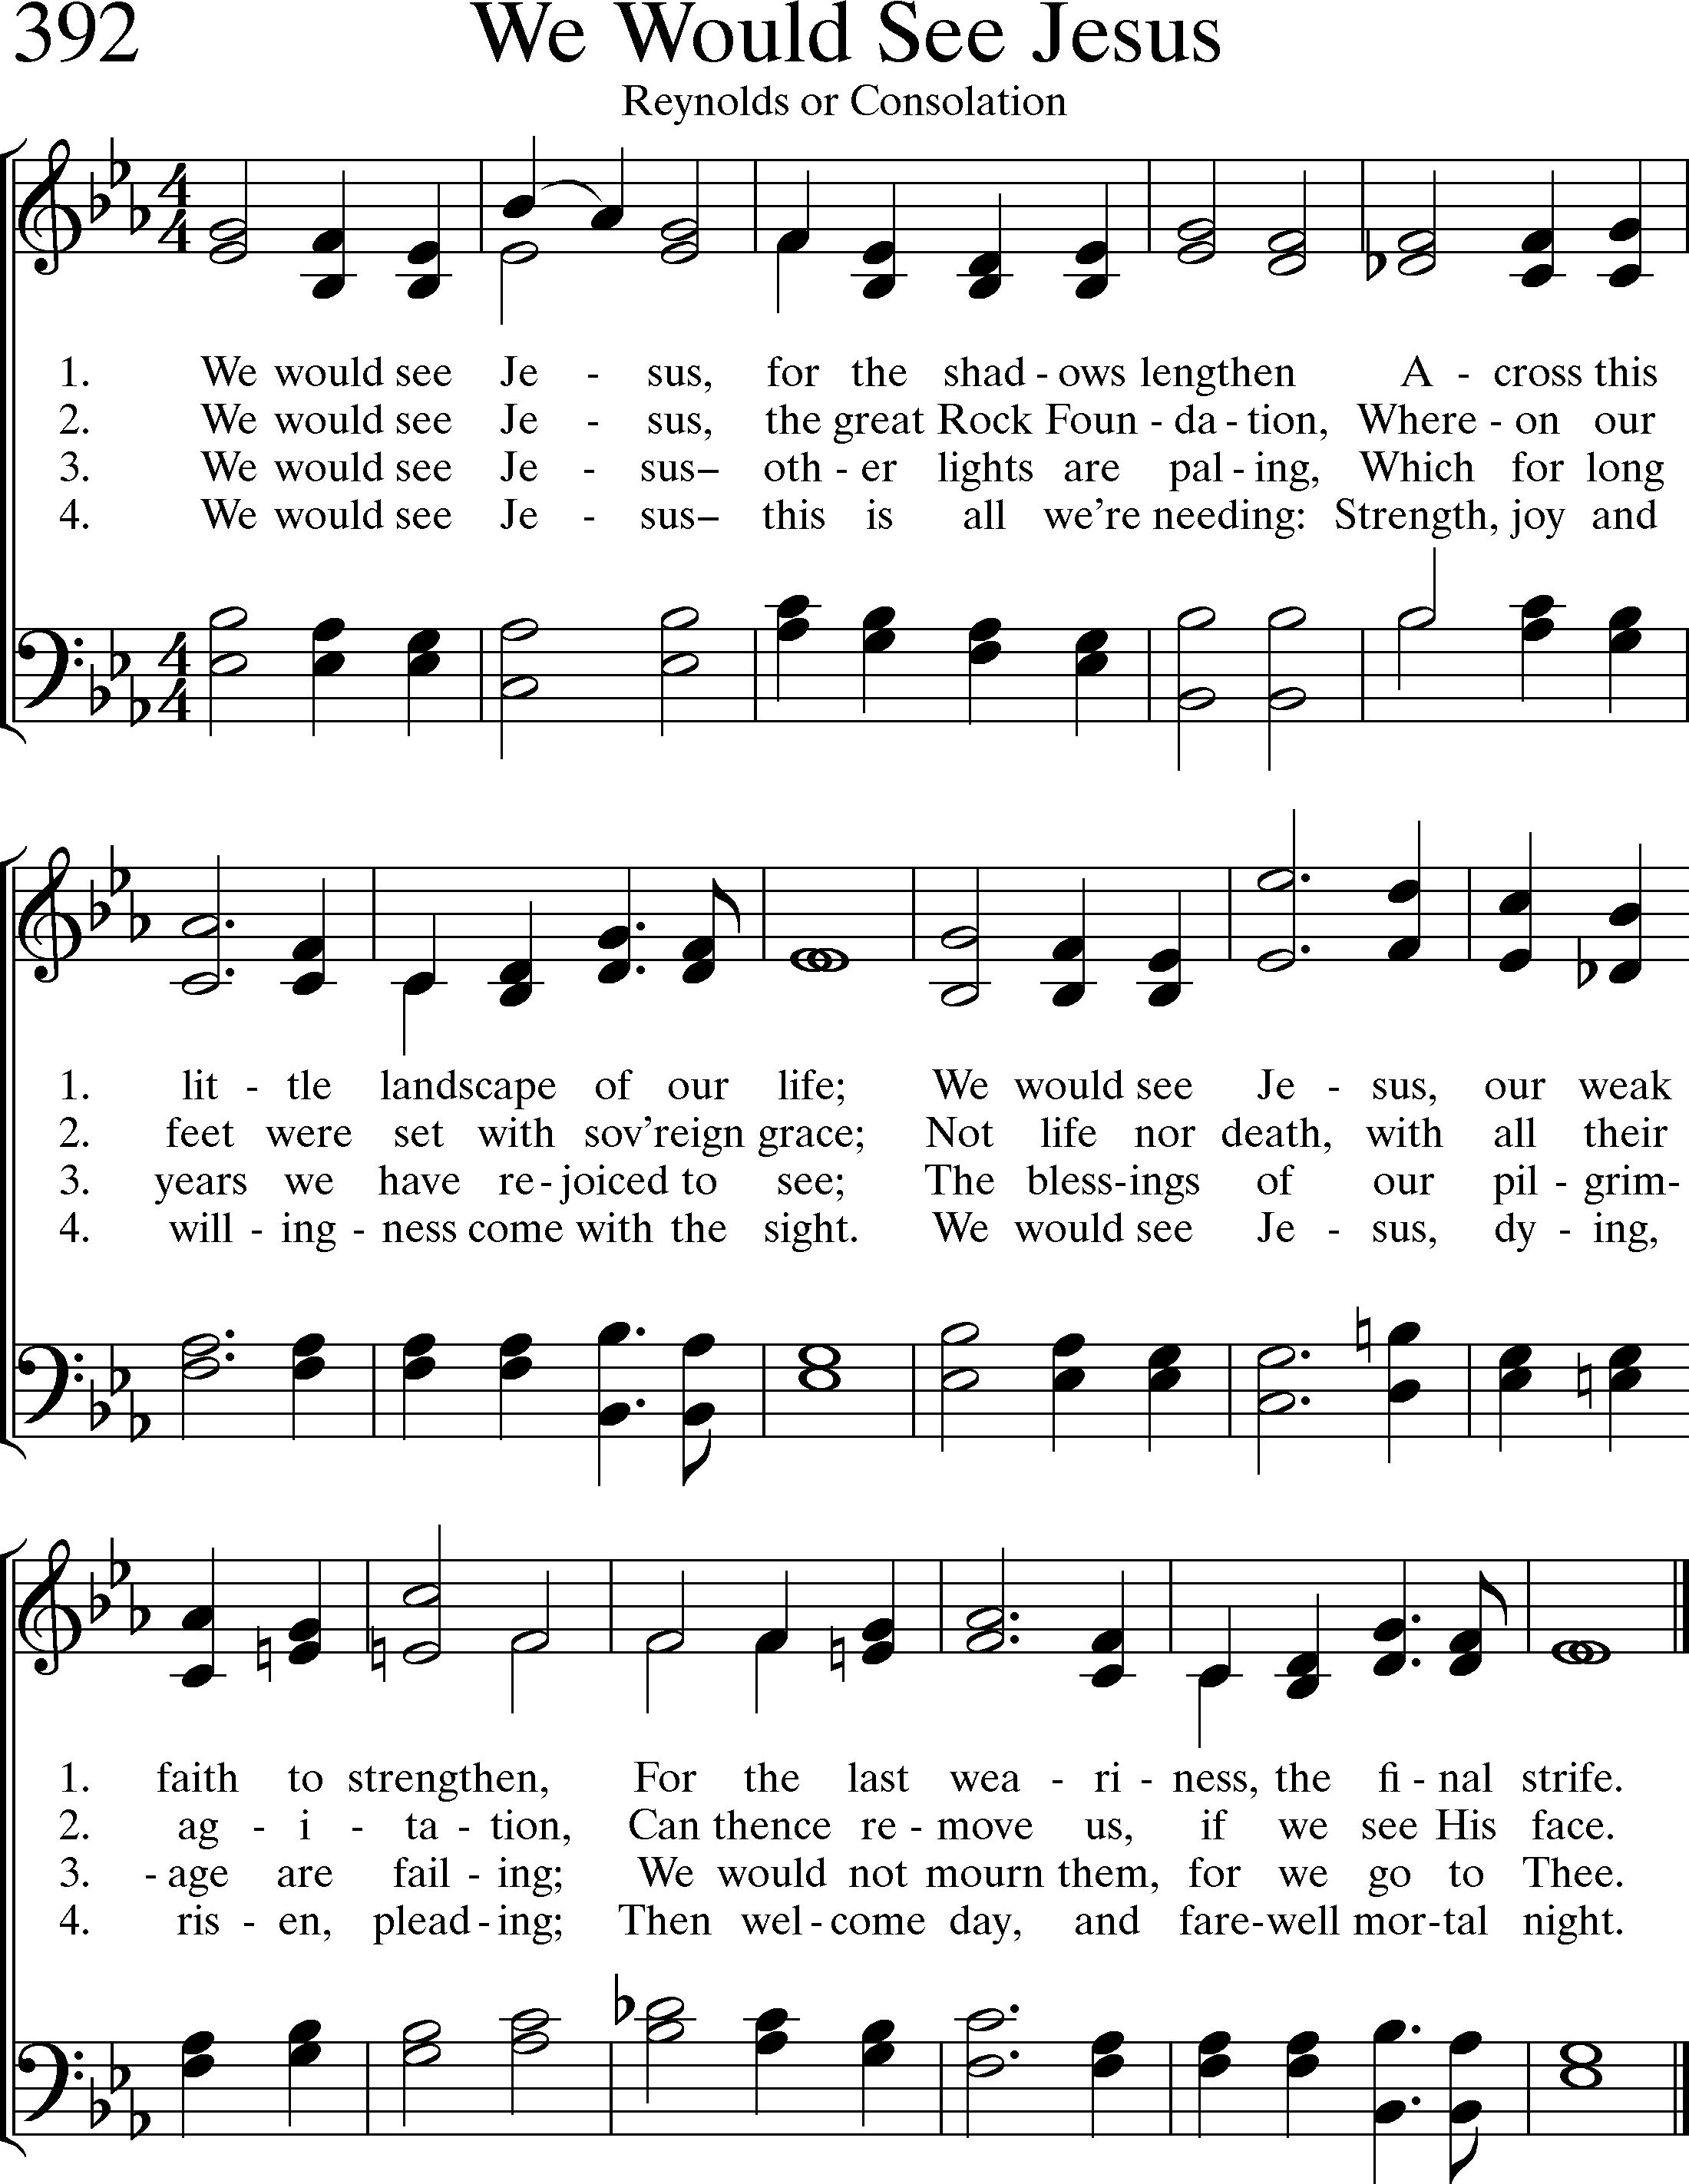 392 We Would See Jesus
Reynolds or Consolation
1. We would see Je - sus, for the shad - ows lengthen A - cross this
2. We would see Je - sus, the great Rock Foun - da - tion, Where - on our
3. We would see Je - sus– oth - er lights are pal - ing, Which for long
4. We would see Je - sus– this is all we're needing: Strength, joy and
1. lit - tle landscape of our life; We would see Je - sus, our weak
2. feet were set with sov'reign grace; Not life nor death, with all their
3. years we have re - joiced to see; The bless - ings of our pil - grim-
4. will - ing - ness come with the sight. We would see Je - sus, dy - ing,
1. faith to strengthen, For the last wea - ri - ness, the fi - nal strife.
2. ag - i - ta - tion, Can thence re - move us, if we see His face.
3. - age are fail - ing; We would not mourn them, for we go to Thee.
4. ris - en, plead - ing; Then wel - come day, and fare - well mor - tal night.